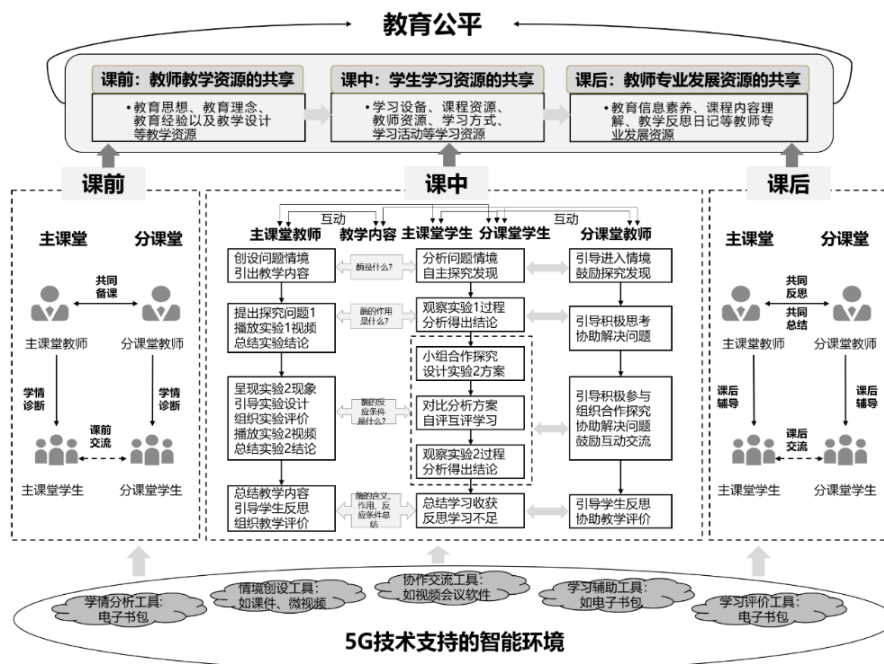 教育公平
课前：教师教学资源的共享
•教育思想、教育理念、
教育经验以及教学设计
等教学资源
课中：学生学习资源的共享
•学习设备、课程资源、
教师资源、学习方式、
学习活动等学习资源
课后：教师专业发展资源的共享
•教育信息素养、课程内容理
解、教学反思日记等教师专
业发展资源
课前
主课堂
分课堂
共同
备课
主课堂教师
分课堂教师
学情
诊断
学情
诊断
课前
交流
主课堂学生
分课堂学生
课中
互动
互动
主课堂教师
教学内容
主课堂学生
分课堂学生
分课堂教师
创设问题情境
引出教学内容
酶是什么?
分析问题情境
自主探究发现
引导进入情境
鼓励探究发现
提出探究问题1
播放实验1视频
总结实验结论
酶的作用
是什么?
观察实验1过程
分析得出结论
引导积极思考
协助解决问题
小组合作探究
设计实验2方案
呈现实验2现象
引导实验设计
组织实验评价
播放实验2视频
总结实验2结论
酶的反
应条件
是什么?
对比分析方案
自评互评学习
引导积极参与
组织合作探究
协助解决问题
鼓励互动交流
观察实验2过程
分析得出结论
总结教学内容
引导学生反思
组织教学评价
酶的含义、
作用、反
应条件总
结
总结学习收获
反思学习不足
引导学生反思
协助教学评价
课后
主课堂
分课堂
共同
反思
共同
总结
主课堂教师
分课堂教师
课后
辅导
课后
辅导
课后
交流
主课堂学生
分课堂学生
学情分析工具：
电子书包
情境创设工具：
如课件、微视频
协作交流工具：
如视频会议软件
学习辅助工具：
如电子书包
学习评价工具：
电子书包
5G技术支持的智能环境